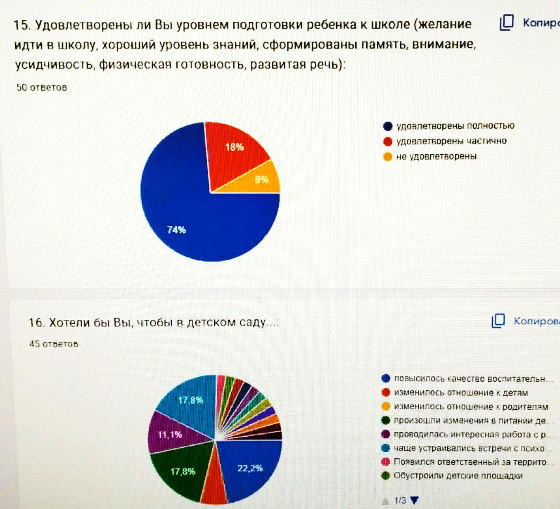 15. Удовлетворены ли Вы уровнем подготовки ребенка к школе (желание
идти в школу, хороший уровень знаний, сформированы память, внимание,
усидчивость, физическая готовность, развитая речь):
Копиро
50 ответов
18%
8%
74%
удовлетворены полностью
удовлетворены частично
не удовлетворены
16. Хотели бы Вы, чтобы в детском саду...:
Копирова
45 ответов
17,8%
11,1%
17,8%
22,2%
повысилось качество воспитательн...
изменилось отношение к детям
изменилось отношение к родителям
произошли изменения в питании де...
проводилась интересная работа с р...
чаще устраивались встречи с психо...
Появился ответственный за террито...
Обустроили детские площадки
1/3